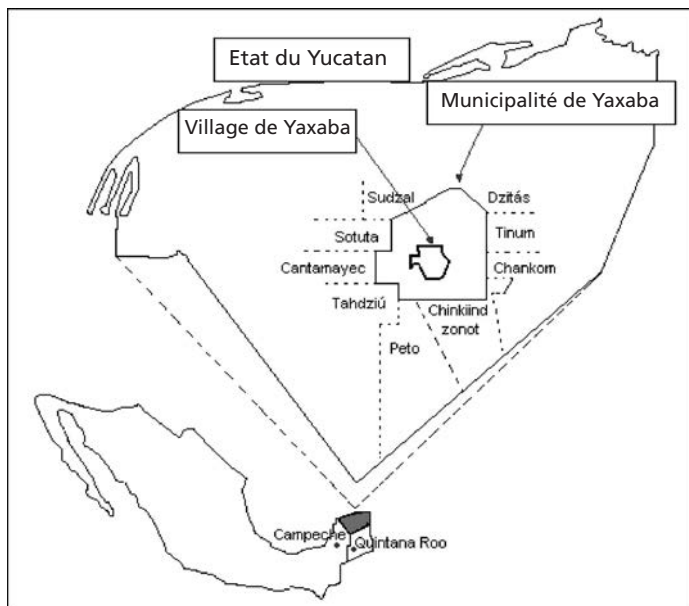 Etat du Yucatan
Municipalité de Yaxaba
Village de Yaxaba
Sudzal
Dzitás
Sotuta
Tinum
Cantamayec
Chankom
Tahdziú
Chinkiind
zonot
Peto
Campeche
Quintana Roo